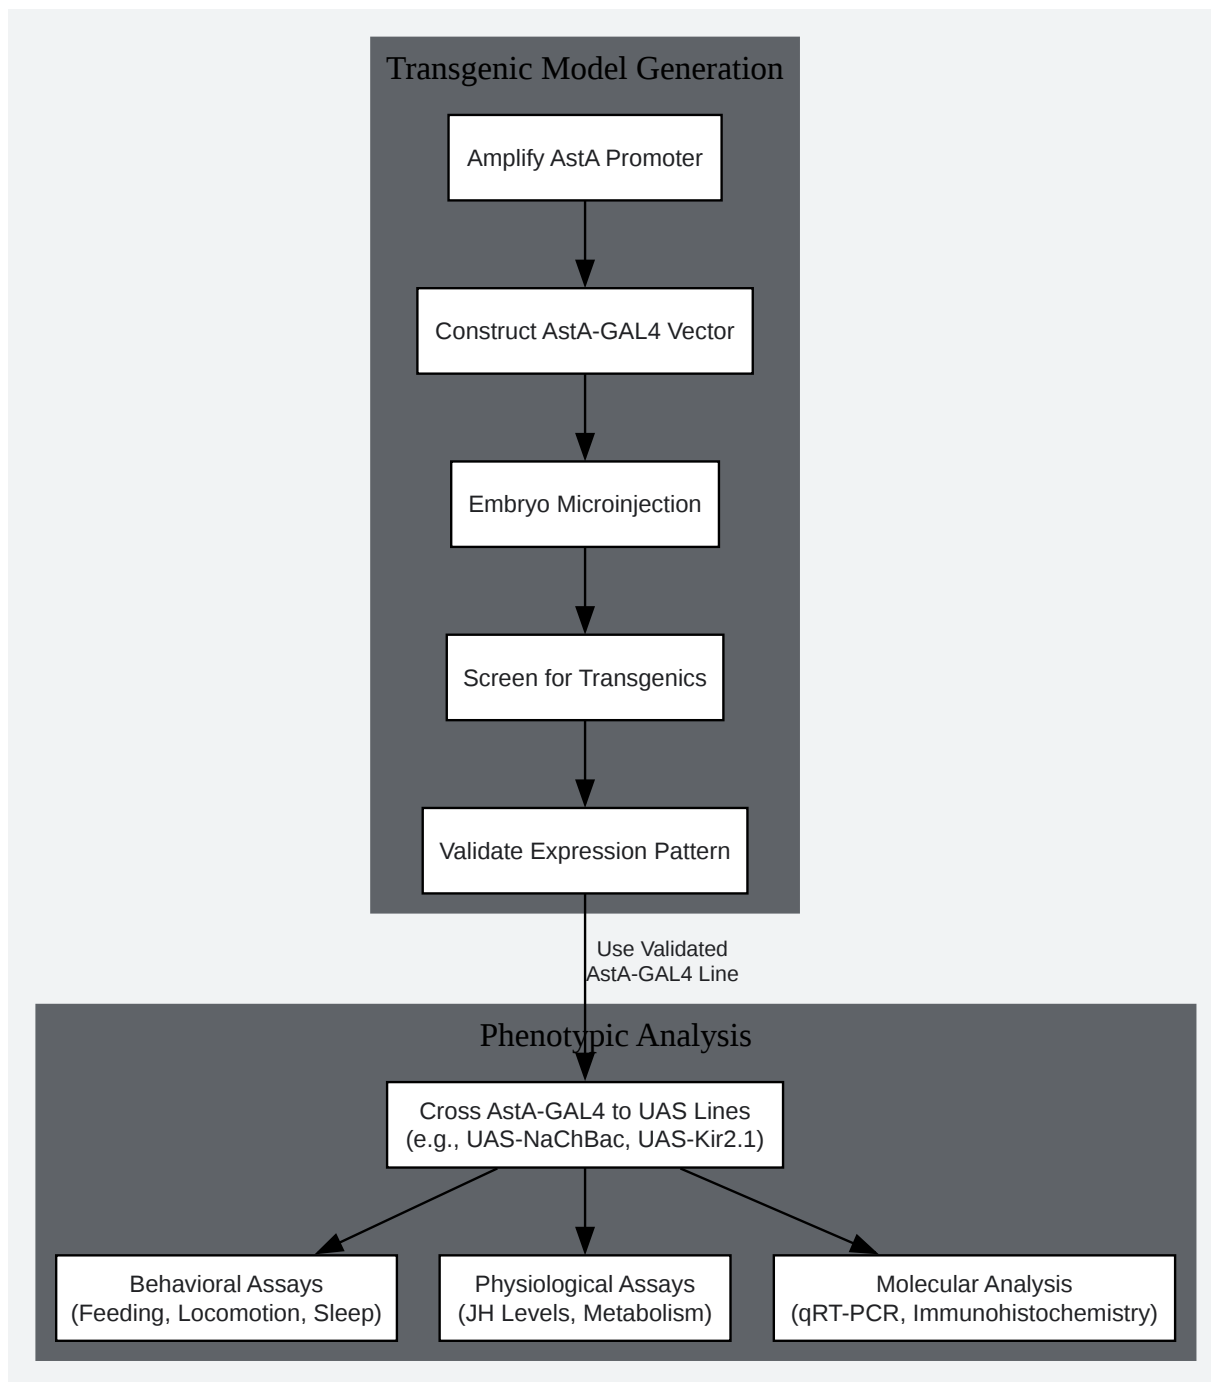 Transgenic Model Generation
Amplify AstA Promoter
Construct AstA-GAL4 Vector
Embryo Microinjection
Screen for Transgenics
Validate Expression Pattern
Use Validated
AstA-GAL4 Line
Phenotypic Analysis
Cross AstA-GAL4 to UAS Lines
(e.g., UAS-NaChBac, UAS-Kir2.1)
Behavioral Assays
(Feeding, Locomotion, Sleep)
Physiological Assays
(JH Levels, Metabolism)
Molecular Analysis
(qRT-PCR, Immunohistochemistry)